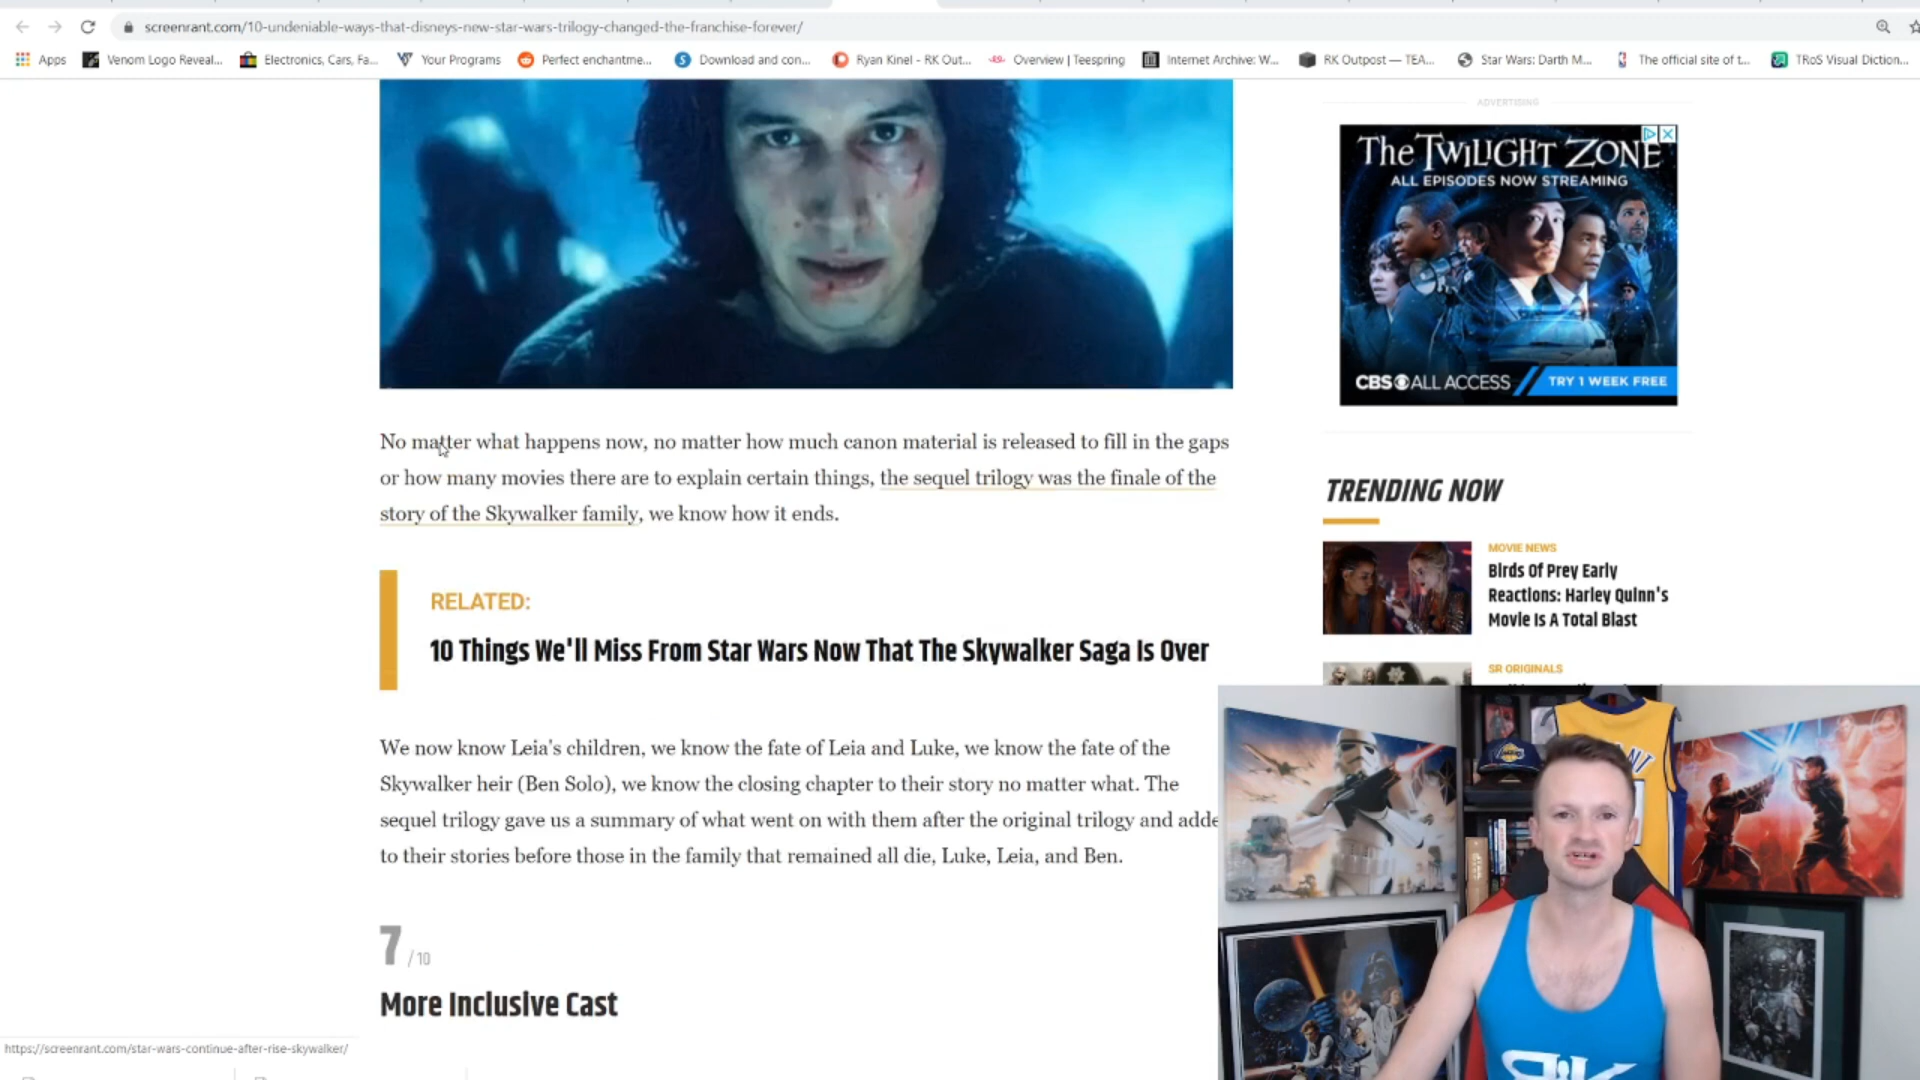 screenrant.com/10-undeniable-ways-that-disneys-new-star-wars-trilogy-changed-the-franchise-forever/
Apps
Venom Logo Reveal...
Electronics, Cars, Fa...
Your Programs
Perfect enchantme...
Download and con...
Ryan Kinel - RK Out...
Overview | Teespring
Internet Archive: W...
RK Outpost — TEA...
Star Wars: Darth M...
The official site of t...
TRoS Visual Diction...
ADVERTISING
The TWILIGHT ZONE
ALL EPISODES NOW STREAMING
CBS ALL ACCESS
TRY 1 WEEK FREE
No matter what happens now, no matter how much canon material is released to fill in the gaps
or how many movies there are to explain certain things, the sequel trilogy was the finale of the
story of the Skywalker family, we know how it ends.
RELATED:
10 Things We'll Miss From Star Wars Now That The Skywalker Saga Is Over
We now know Leia's children, we know the fate of Leia and Luke, we know the fate of the
Skywalker heir (Ben Solo), we know the closing chapter to their story no matter what. The
sequel trilogy gave us a summary of what went on with them after the original trilogy and adde
to their stories before those in the family that remained all die, Luke, Leia, and Ben.
7 / 10
More Inclusive Cast
TRENDING NOW
MOVIE NEWS
Birds Of Prey Early
Reactions: Harley Quinn's
Movie Is A Total Blast
SR ORIGINALS
https://screenrant.com/star-wars-continue-after-rise-skywalker/